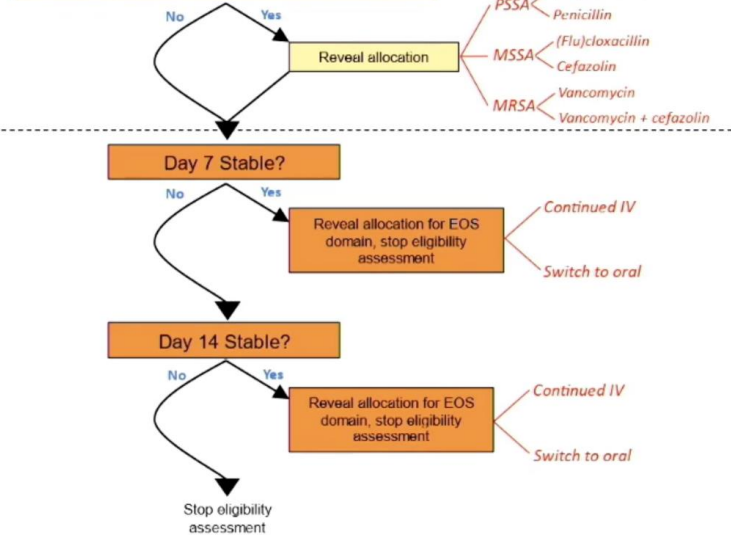 No
Yes
PSSA
Penicillin
Reveal allocation
MSSA
(Flu)cloxacillin
Cefazolin
MRSA
Vancomycin
Vancomycin + cefazolin
Day 7 Stable?
No
Yes
Reveal allocation for EOS
domain, stop eligibility
assessment
Continued IV
Switch to oral
Day 14 Stable?
No
Yes
Reveal allocation for EOS
domain, stop eligibility
assessment
Continued IV
Switch to oral
Stop eligibility
assessment